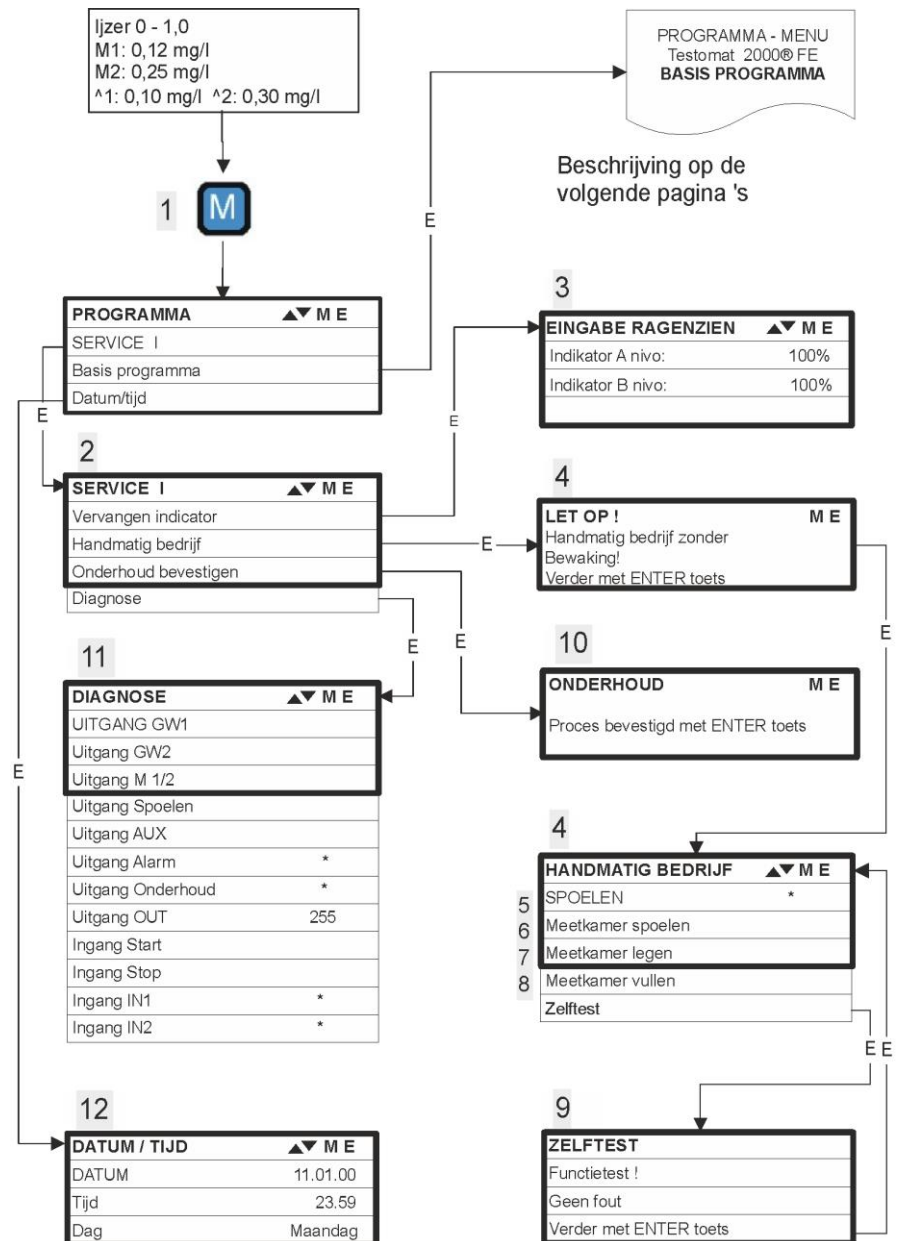 Ijzer 0 - 1,0
M1: 0,12 mg/l
M2: 0,25 mg/l
^1: 0,10 mg/l ^2: 0,30 mg/l
PROGRAMMA - MENU
Testomat 2000® FE
BASIS PROGRAMMA
Beschrijving op de
volgende pagina 's
1 M
E
PROGRAMMA ▲▼ M E
SERVICE I
Basis programma
Datum/tijd
E
3
EINGABE RAGENZIEN ▲▼ M E
Indikator A nivo: 100%
Indikator B nivo: 100%
E
2
SERVICE I ▲▼ M E
Vervangen indicator
Handmatig bedrijf
Onderhoud bevestigen
Diagnose
E
4
LET OP ! M E
Handmatig bedrijf zonder
Bewaking!
Verder met ENTER toets
E
E
E
10
ONDERHOUD M E
Proces bevestigd met ENTER toets
11
DIAGNOSE ▲▼ M E
UITGANG GW1
Uitgang GW2
Uitgang M 1/2
Uitgang Spoelen
Uitgang AUX
Uitgang Alarm *
Uitgang Onderhoud *
Uitgang OUT 255
Ingang Start
Ingang Stop
Ingang IN1 *
Ingang IN2 *
E
4
HANDMATIG BEDRIJF ▲▼ M E
5 SPOELEN *
6 Meetkamer spoelen
7 Meetkamer legen
8 Meetkamer vullen
Zelftest
E E
12
DATUM / TIJD ▲▼ M E
DATUM 11.01.00
Tijd 23.59
Dag Maandag
9
ZELFTEST
Functietest !
Geen fout
Verder met ENTER toets